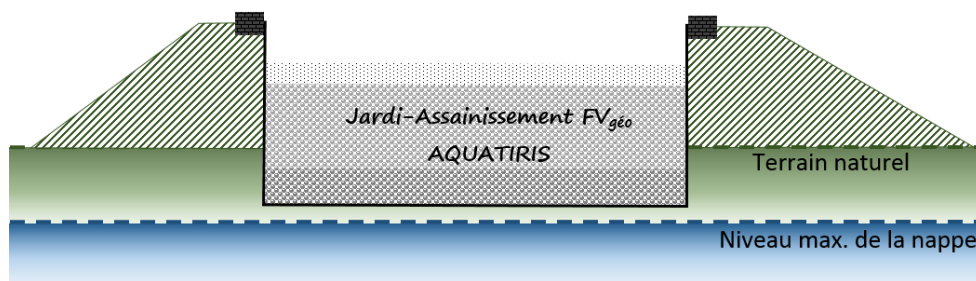 Jardi-Assainissement FVgéo
AQUATIRIS
Terrain naturel
Niveau max. de la nappe